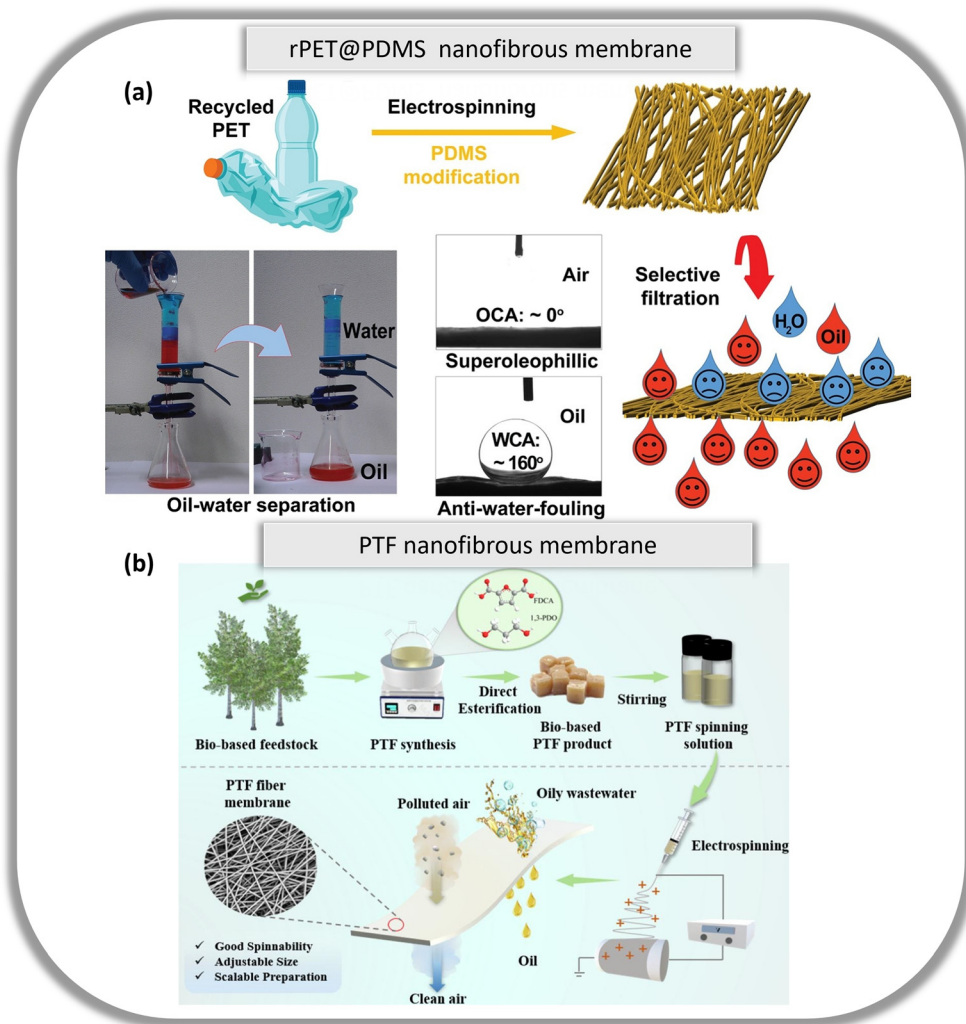 rPET@PDMS nanofibrous membrane
(a)
Recycled
PET
Electrospinning
PDMS
modification
Water
Oil
Oil-water separation
Air
OCA: ~ 0°
Superoleophillic
Oil
WCA:
~ 160°
Anti-water-fouling
Selective
filtration
H₂O
Oil
PTF nanofibrous membrane
(b)
FDCA
1,3-PDO
Bio-based feedstock
PTF synthesis
Direct
Esterification
Bio-based
PTF product
Stirring
PTF spinning
solution
PTF fiber
membrane
Polluted air
Oily wastewater
Electrospinning
✓ Good Spinnability
✓ Adjustable Size
✓ Scalable Preparation
Oil
Clean air